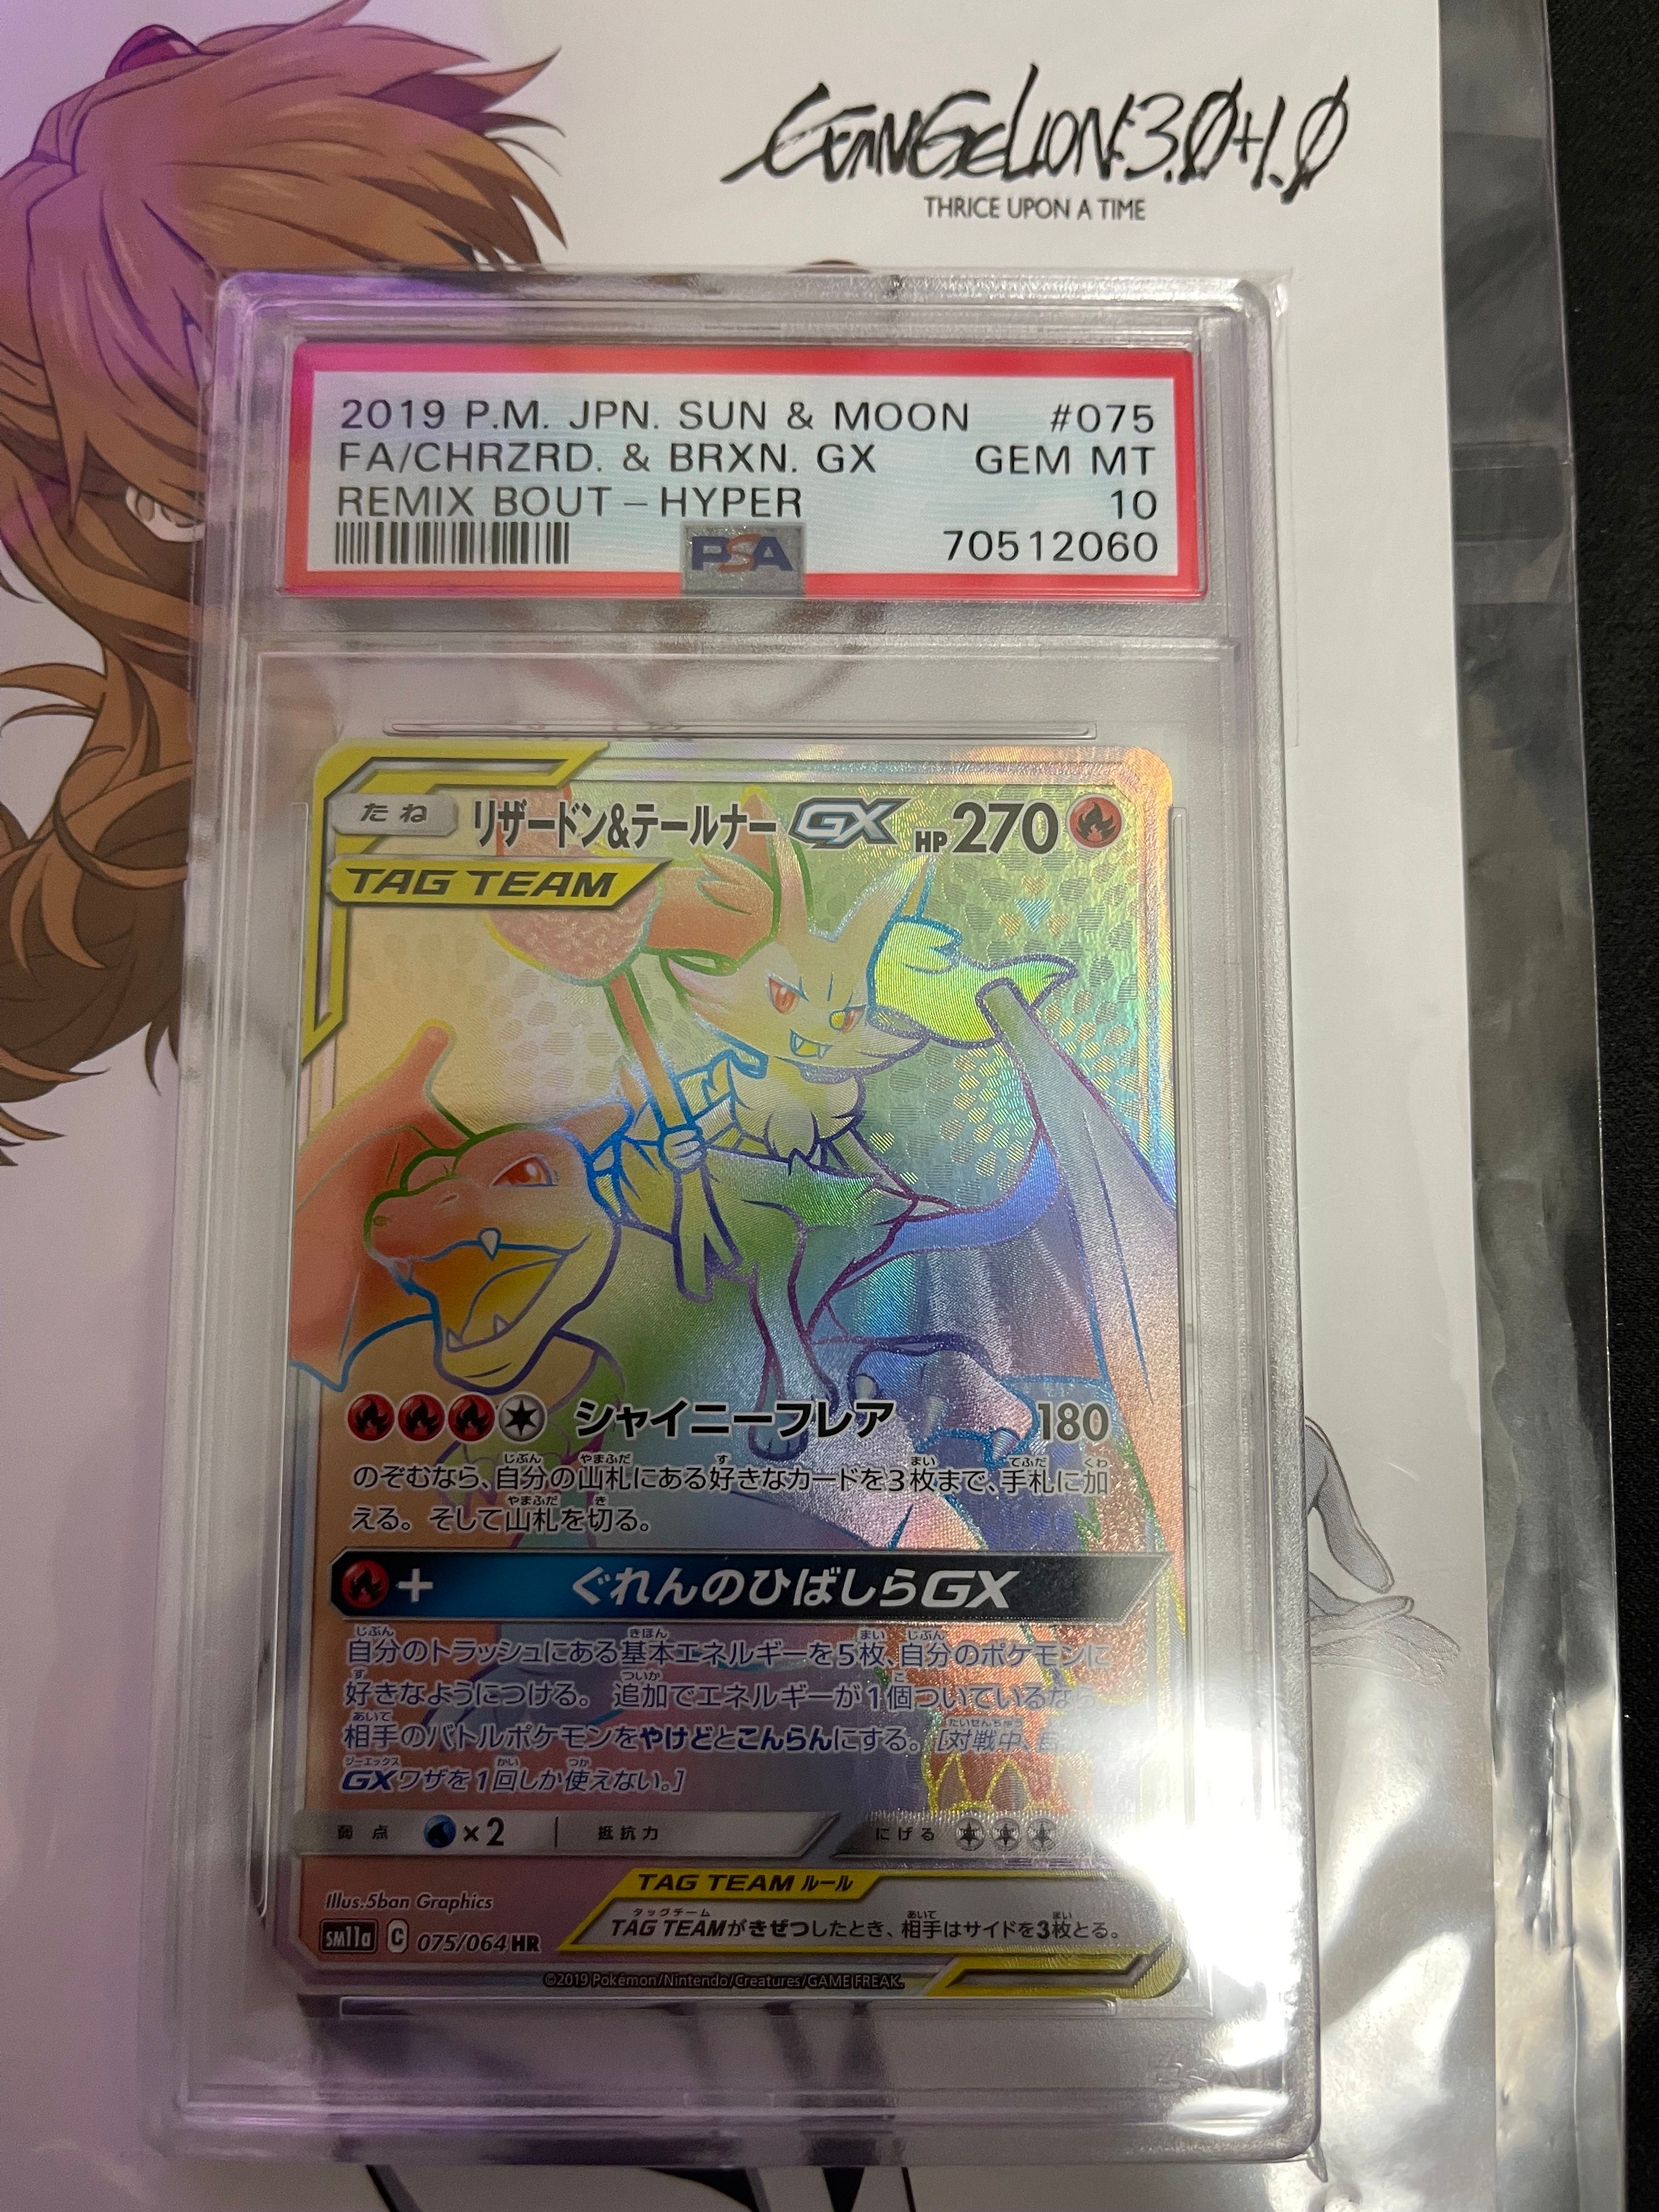 EVANGELION:3.0+1.0
THRICE UPON A TIME
2019 P.M. JPN. SUN & MOON #075
FA/CHRZRD. & BRXN. GX GEM MT
REMIX BOUT – HYPER 10
PSA 70512060
たね リザードン&テールナーGX HP270
TAG TEAM
シャイニーフレア 180
のぞむなら、自分の山札にある好きなカードを3枚まで、手札に加
える。そして山札を切る。
+ ぐれんのひばしらGX
自分のトラッシュにある基本エネルギーを5枚、自分のポケモンに
好きなようにつける。追加でエネルギーが1個ついているなら、
相手のバトルポケモンをやけどとこんらんにする。[対戦中、
GXワザを1回しか使えない。]
弱点 ×2 抵抗力 にげる
TAG TEAM ルール
TAG TEAMがきぜつしたとき、相手はサイドを3枚とる。
Illus.5ban Graphics
SM11a C 075/064 HR
©2019 Pokémon/Nintendo/Creatures/GAME FREAK.